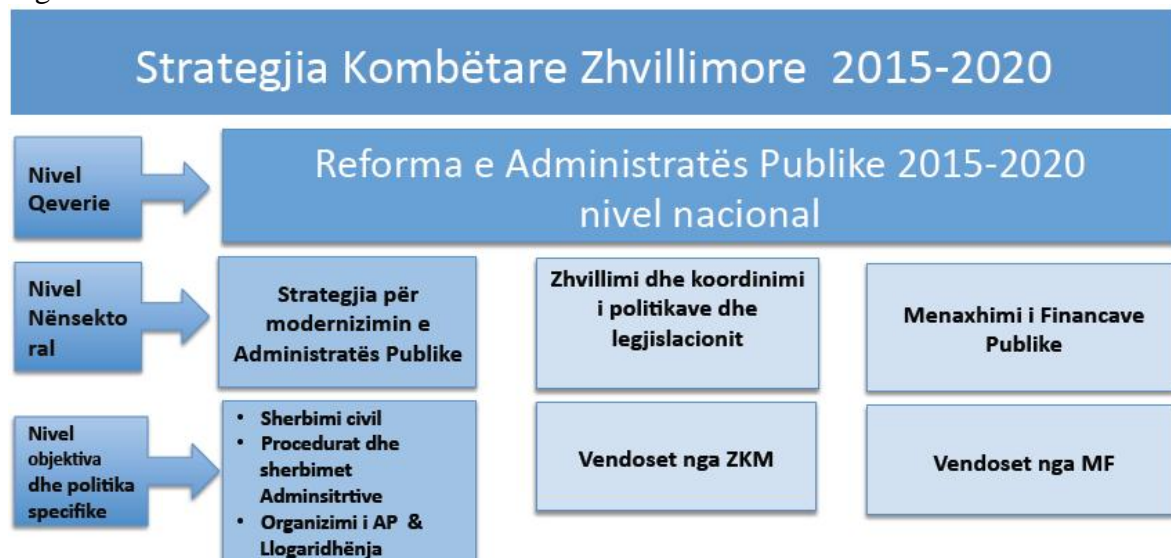 Strategjia Kombëtare Zhvillimore 2015-2020
Nivel
Qeverie
Reforma e Administratës Publike 2015-2020
nivel nacional
Nivel
Nënsekto
ral
Strategjia për
modernizimin e
Administratës Publike
Zhvillimi dhe koordinimi
i politikave dhe
legjislacionit
Menaxhimi i Financave
Publike
Nivel
objektiva
dhe politika
specifike
• Sherbimi civil
• Procedurat dhe
sherbimet
Adminsitrtive
• Organizimi i AP &
Llogaridhënja
Vendoset nga ZKM
Vendoset nga MF